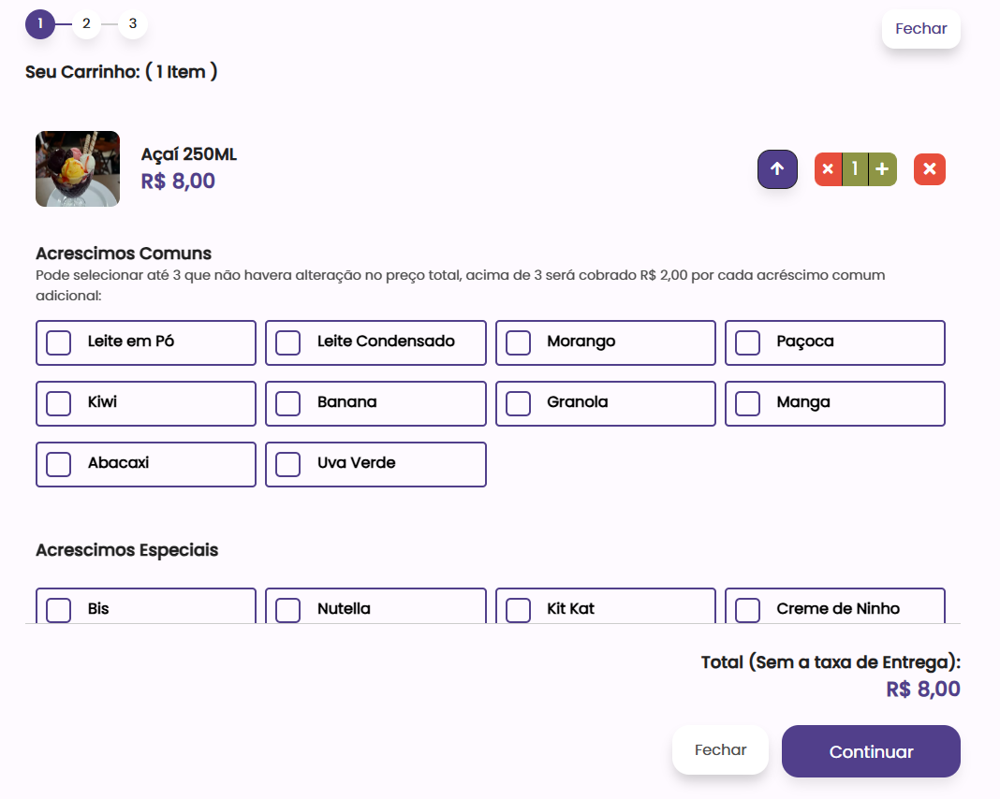 1 2 3
Fechar
Seu Carrinho: ( 1 Item )
Açaí 250ML
R$ 8,00
1
Acrescimos Comuns
Pode selecionar até 3 que não havera alteração no preço total, acima de 3 será cobrado R$ 2,00 por cada acréscimo comum
adicional:
Leite em Pó Leite Condensado Morango Paçoca
Kiwi Banana Granola Manga
Abacaxi Uva Verde
Acrescimos Especiais
Bis Nutella Kit Kat Creme de Ninho
Total (Sem a taxa de Entrega):
R$ 8,00
Fechar Continuar